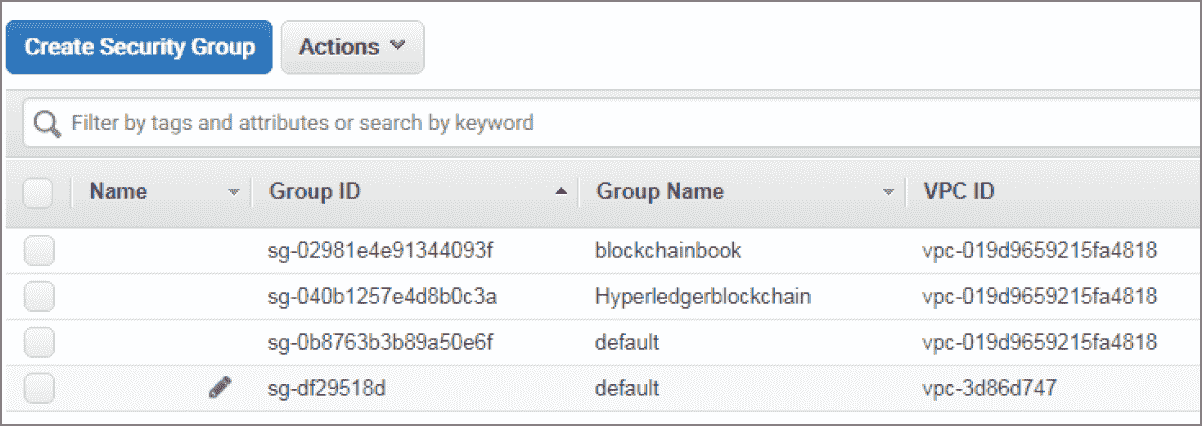 Create Security Group Actions
Filter by tags and attributes or search by keyword
Name Group ID Group Name VPC ID
sg-02981e4e91344093f blockchainbook vpc-019d9659215fa4818
sg-040b1257e4d8b0c3a Hyperledgerblockchain vpc-019d9659215fa4818
sg-0b8763b3b89a50e6f default vpc-019d9659215fa4818
sg-df29518d default vpc-3d86d747